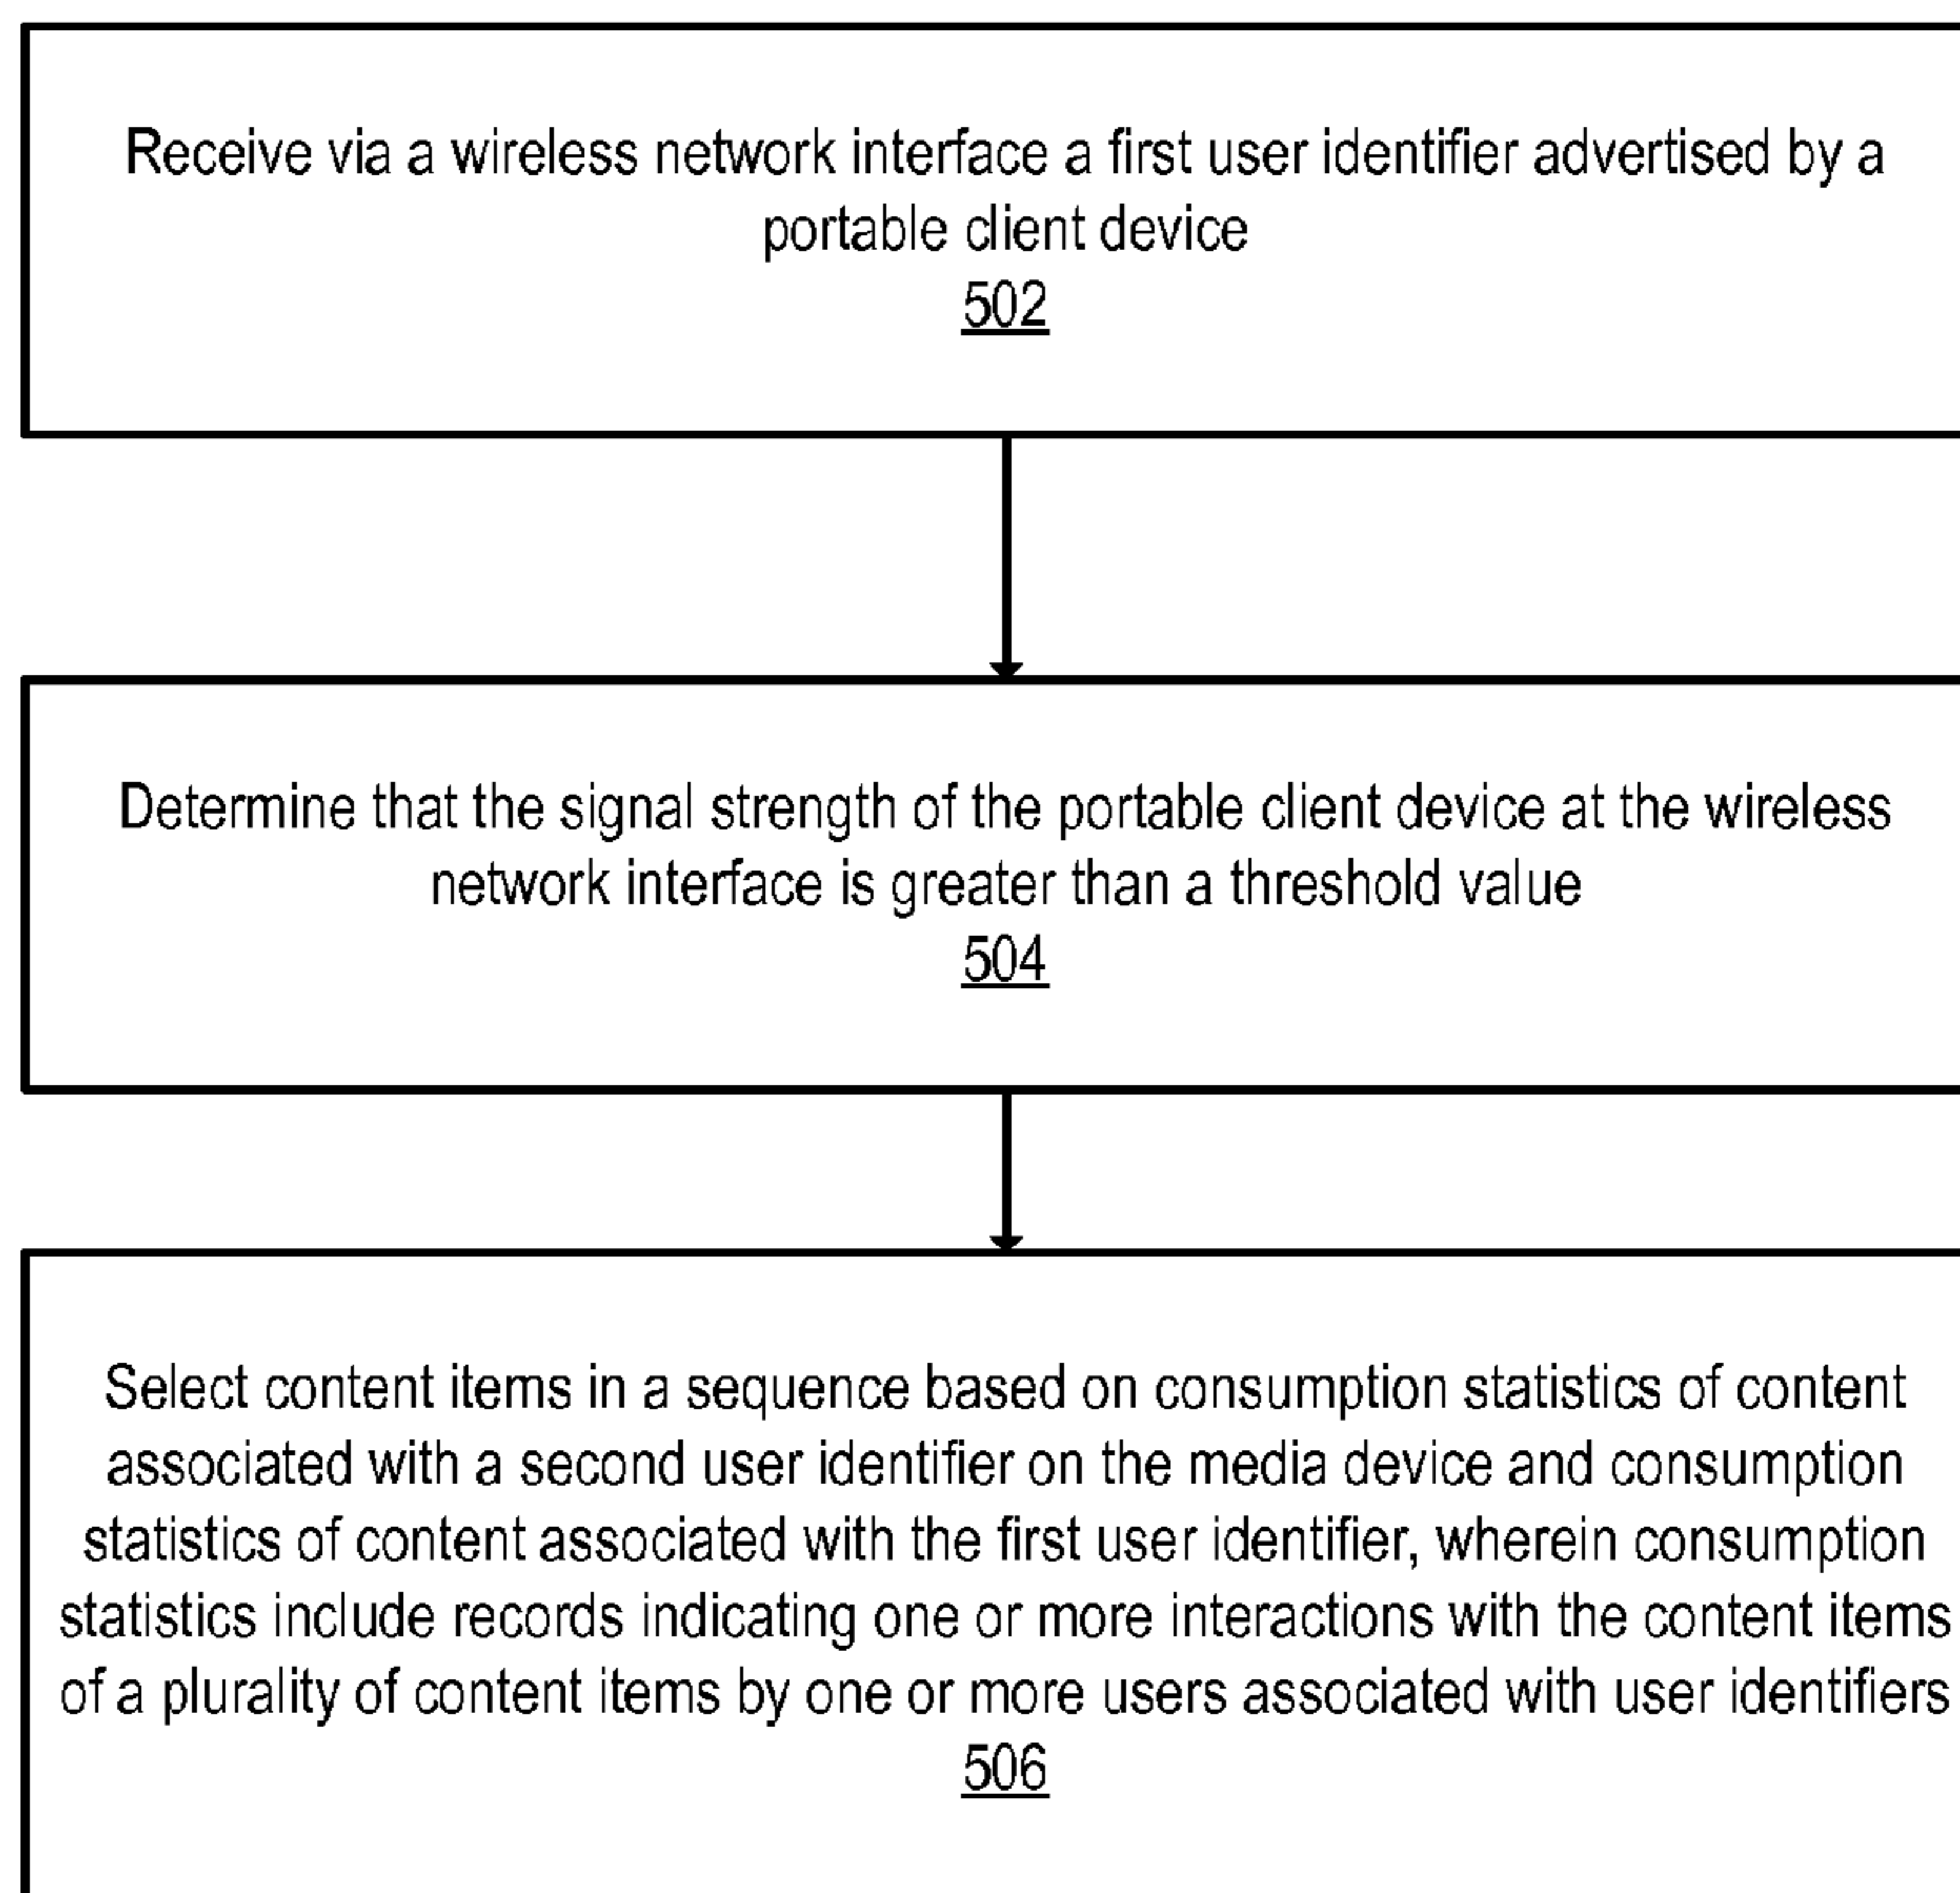 Receive via a wireless network interface a first user identifier advertised by a
portable client device
502
Determine that the signal strength of the portable client device at the wireless
network interface is greater than a threshold value
504
Select content items in a sequence based on consumption statistics of content
associated with a second user identifier on the media device and consumption
statistics of content associated with the first user identifier, wherein consumption
statistics include records indicating one or more interactions with the content items
of a plurality of content items by one or more users associated with user identifiers
506